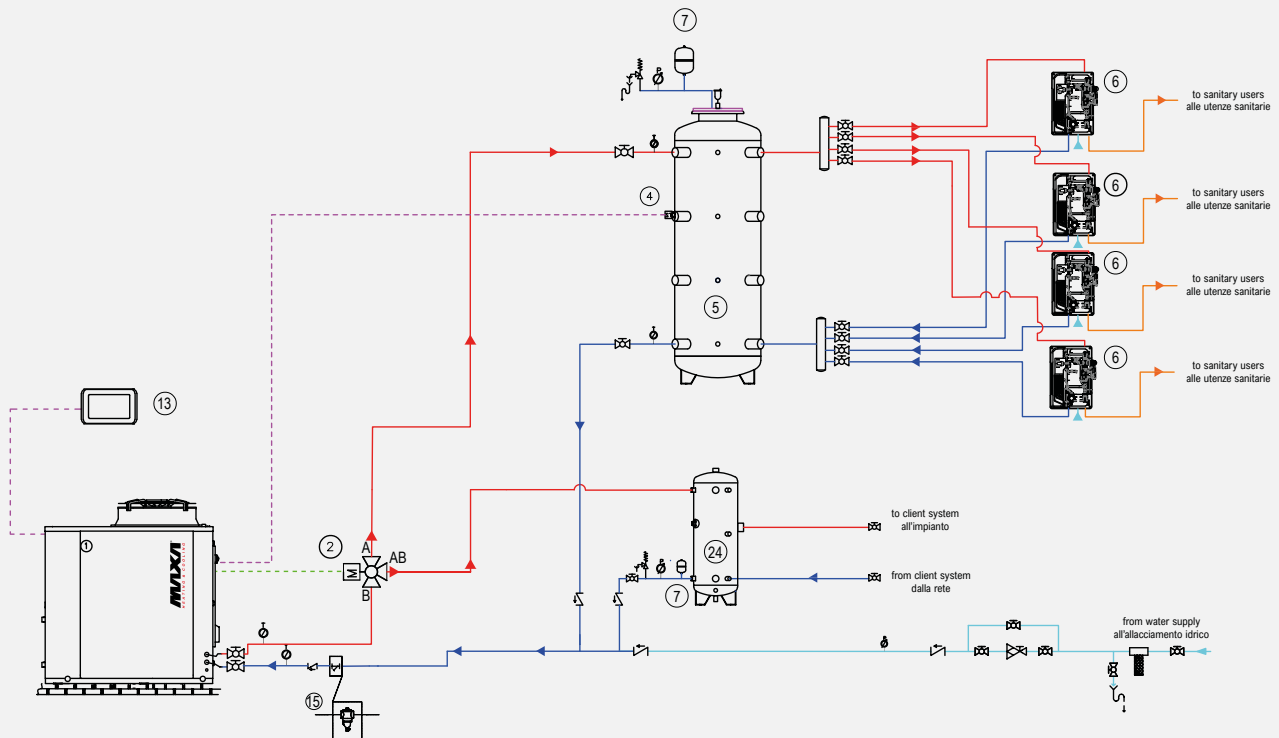 7
6
to sanitary users
alle utenze sanitarie
6
to sanitary users
alle utenze sanitarie
4
6
to sanitary users
alle utenze sanitarie
5
6
to sanitary users
alle utenze sanitarie
13
1
MAXA
HEATING & COOLING
2
M
A
AB
B
24
7
to client system
all'impianto
from client system
dalla rete
from water supply
all'allacciamento idrico
15